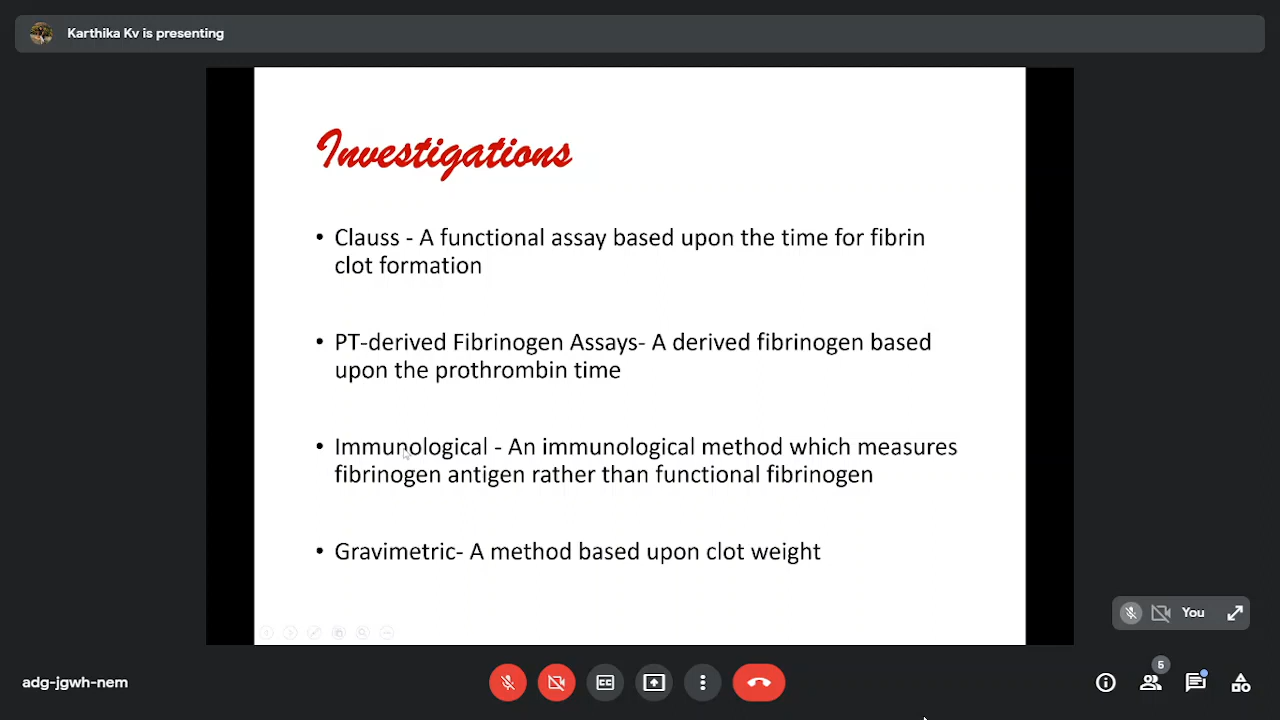 Karthika Kv is presenting
Investigations
• Clauss - A functional assay based upon the time for fibrin
clot formation
• PT-derived Fibrinogen Assays- A derived fibrinogen based
upon the prothrombin time
• Immunological - An immunological method which measures
fibrinogen antigen rather than functional fibrinogen
• Gravimetric- A method based upon clot weight
You
adg-jgwh-nem
CC
5